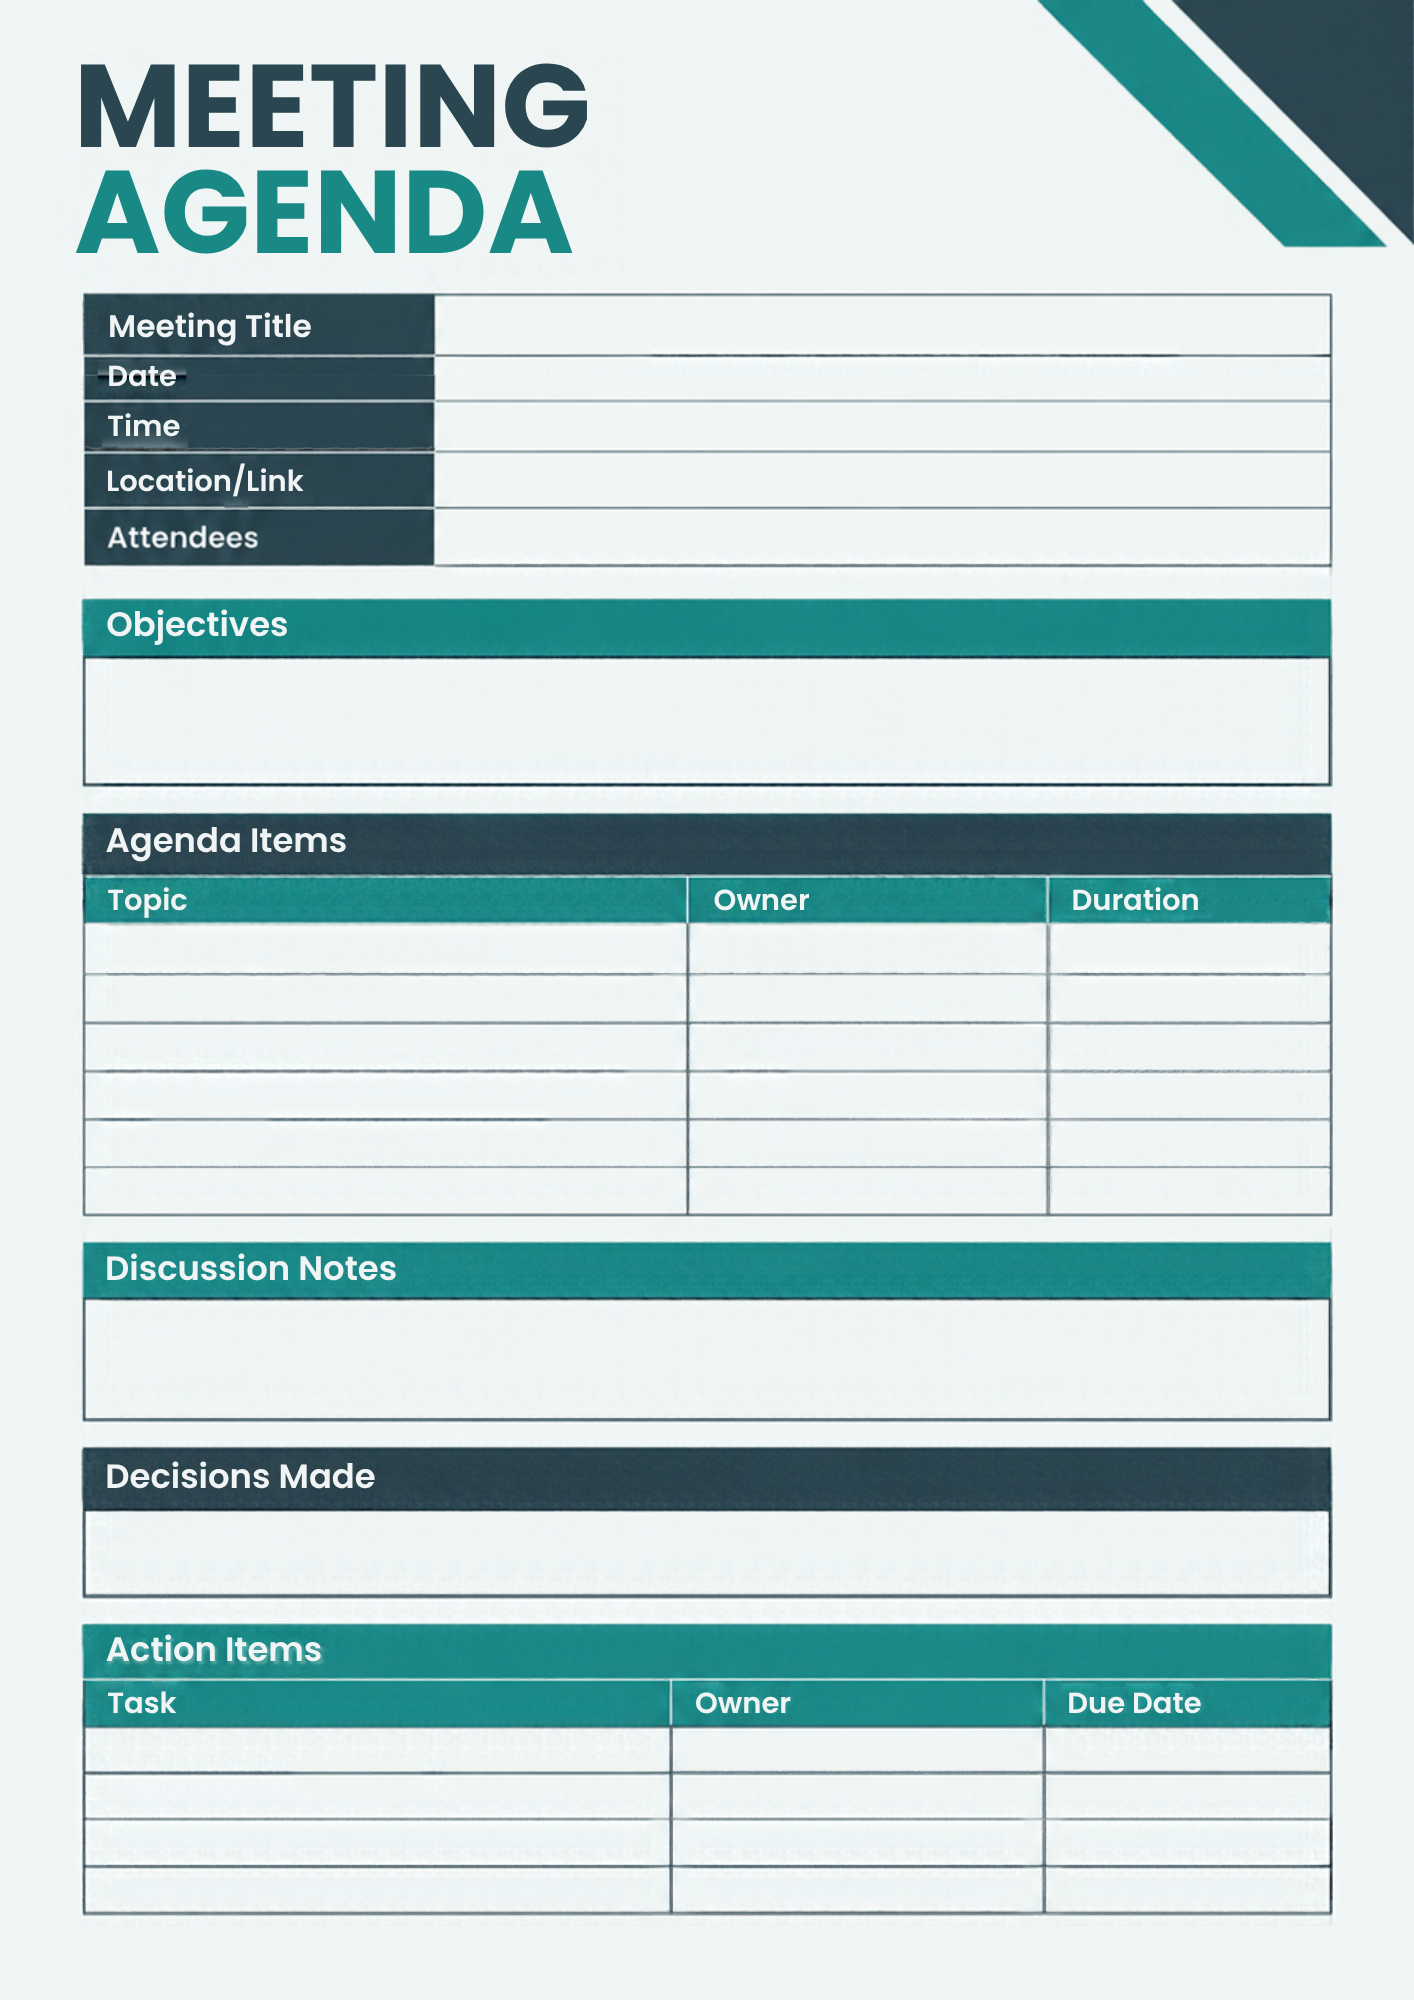 MEETING
AGENDA
Meeting Title
Date
Time
Location/Link
Attendees
Objectives
Agenda Items
Topic Owner Duration
Discussion Notes
Decisions Made
Action Items
Task Owner Due Date